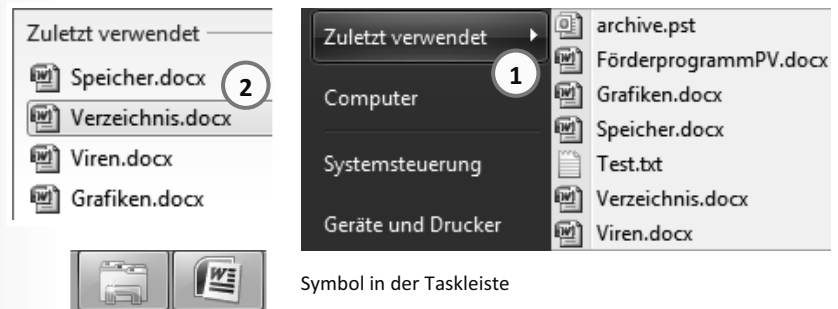 Zuletzt verwendet
Speicher.docx
2
Verzeichnis.docx
Viren.docx
Grafiken.docx
Zuletzt verwendet
1
Computer
Systemsteuerung
Geräte und Drucker
archive.pst
FörderprogrammPV.docx
Grafiken.docx
Speicher.docx
Test.txt
Verzeichnis.docx
Viren.docx
Symbol in der Taskleiste